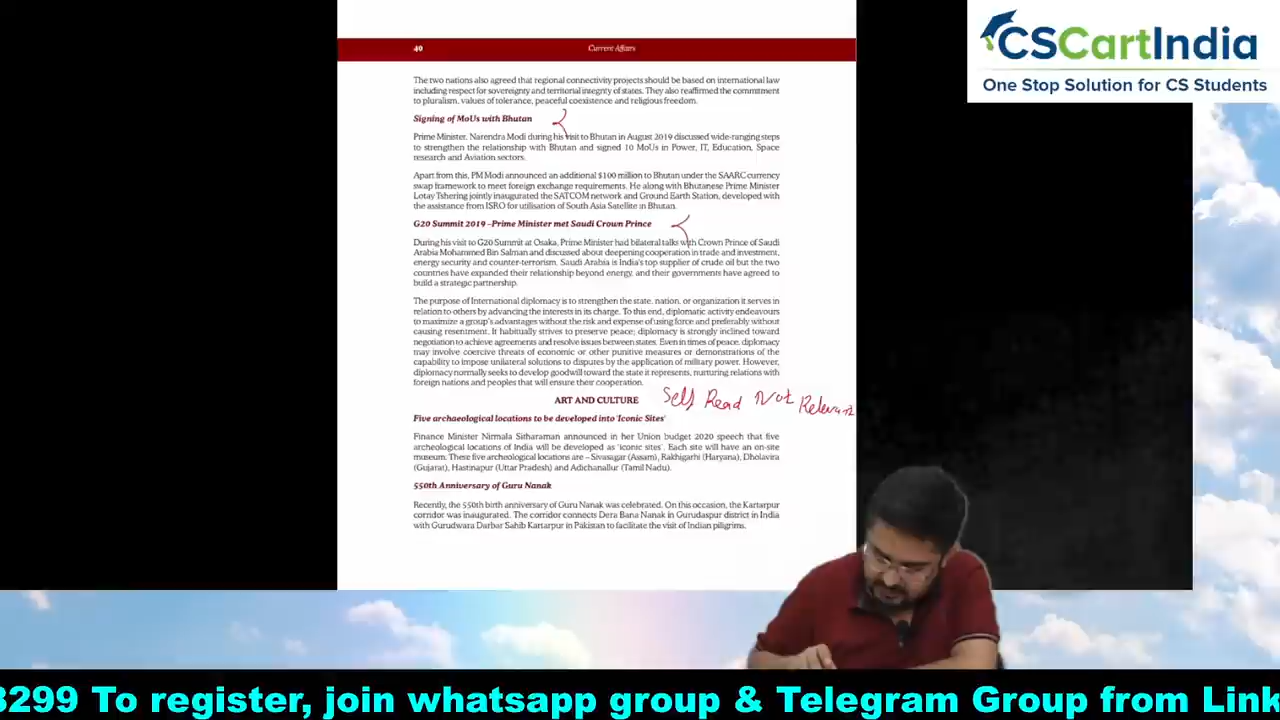 40
Current Affairs
CSCartIndia
One Stop Solution for CS Students
The two nations also agreed that regional connectivity projects should be based on international law
including respect for sovereignty and territorial integrity of states. They also reaffirmed the commitment
to pluralism, values of tolerance, peaceful coexistence and religious freedom.
Signing of MoUs with Bhutan
Prime Minister, Narendra Modi during his visit to Bhutan in August 2019 discussed wide-ranging steps
to strengthen the relationship with Bhutan and signed 10 MoUs in Power, IT, Education, Space
research and Aviation sectors.
Apart from this, PM Modi announced an additional $100 million to Bhutan under the SAARC currency
swap framework to meet foreign exchange requirements. He along with Bhutanese Prime Minister
Lotay Tshering jointly inaugurated the SATCOM network and Ground Earth Station, developed with
the assistance from ISRO for utilisation of South Asia Satellite in Bhutan.
G20 Summit 2019 –Prime Minister met Saudi Crown Prince
During his visit to G20 Summit at Osaka, Prime Minister had bilateral talks with Crown Prince of Saudi
Arabia Mohammed Bin Salman and discussed about deepening cooperation in trade and investment,
energy security and counter-terrorism. Saudi Arabia is India's top supplier of crude oil but the two
countries have expanded their relationship beyond energy, and their governments have agreed to
build a strategic partnership.
The purpose of International diplomacy is to strengthen the state, nation, or organization it serves in
relation to others by advancing the interests in its charge. To this end, diplomatic activity endeavours
to maximize a group's advantages without the risk and expense of using force and preferably without
causing resentment. It habitually strives to preserve peace; diplomacy is strongly inclined toward
negotiation to achieve agreements and resolve issues between states. Even in times of peace, diplomacy
may involve coercive threats of economic or other punitive measures or demonstrations of the
capability to impose unilateral solutions to disputes by the application of military power. However,
diplomacy normally seeks to develop goodwill toward the state it represents, nurturing relations with
foreign nations and peoples that will ensure their cooperation.
ART AND CULTURE
Self Read Not Relevant
Five archaeological locations to be developed into 'Iconic Sites'
Finance Minister Nirmala Sitharaman announced in her Union budget 2020 speech that five
archeological locations of India will be developed as 'iconic sites'. Each site will have an on-site
museum. These five archeological locations are – Sivasagar (Assam), Rakhigarhi (Haryana), Dholavira
(Gujarat), Hastinapur (Uttar Pradesh) and Adichanallur (Tamil Nadu).
550th Anniversary of Guru Nanak
Recently, the 550th birth anniversary of Guru Nanak was celebrated. On this occasion, the Kartarpur
corridor was inaugurated. The corridor connects Dera Bana Nanak in Gurudaspur district in India
with Gurudwara Darbar Sahib Kartarpur in Pakistan to facilitate the visit of Indian piligrims.
3299 To register, join whatsapp group & Telegram Group from Link